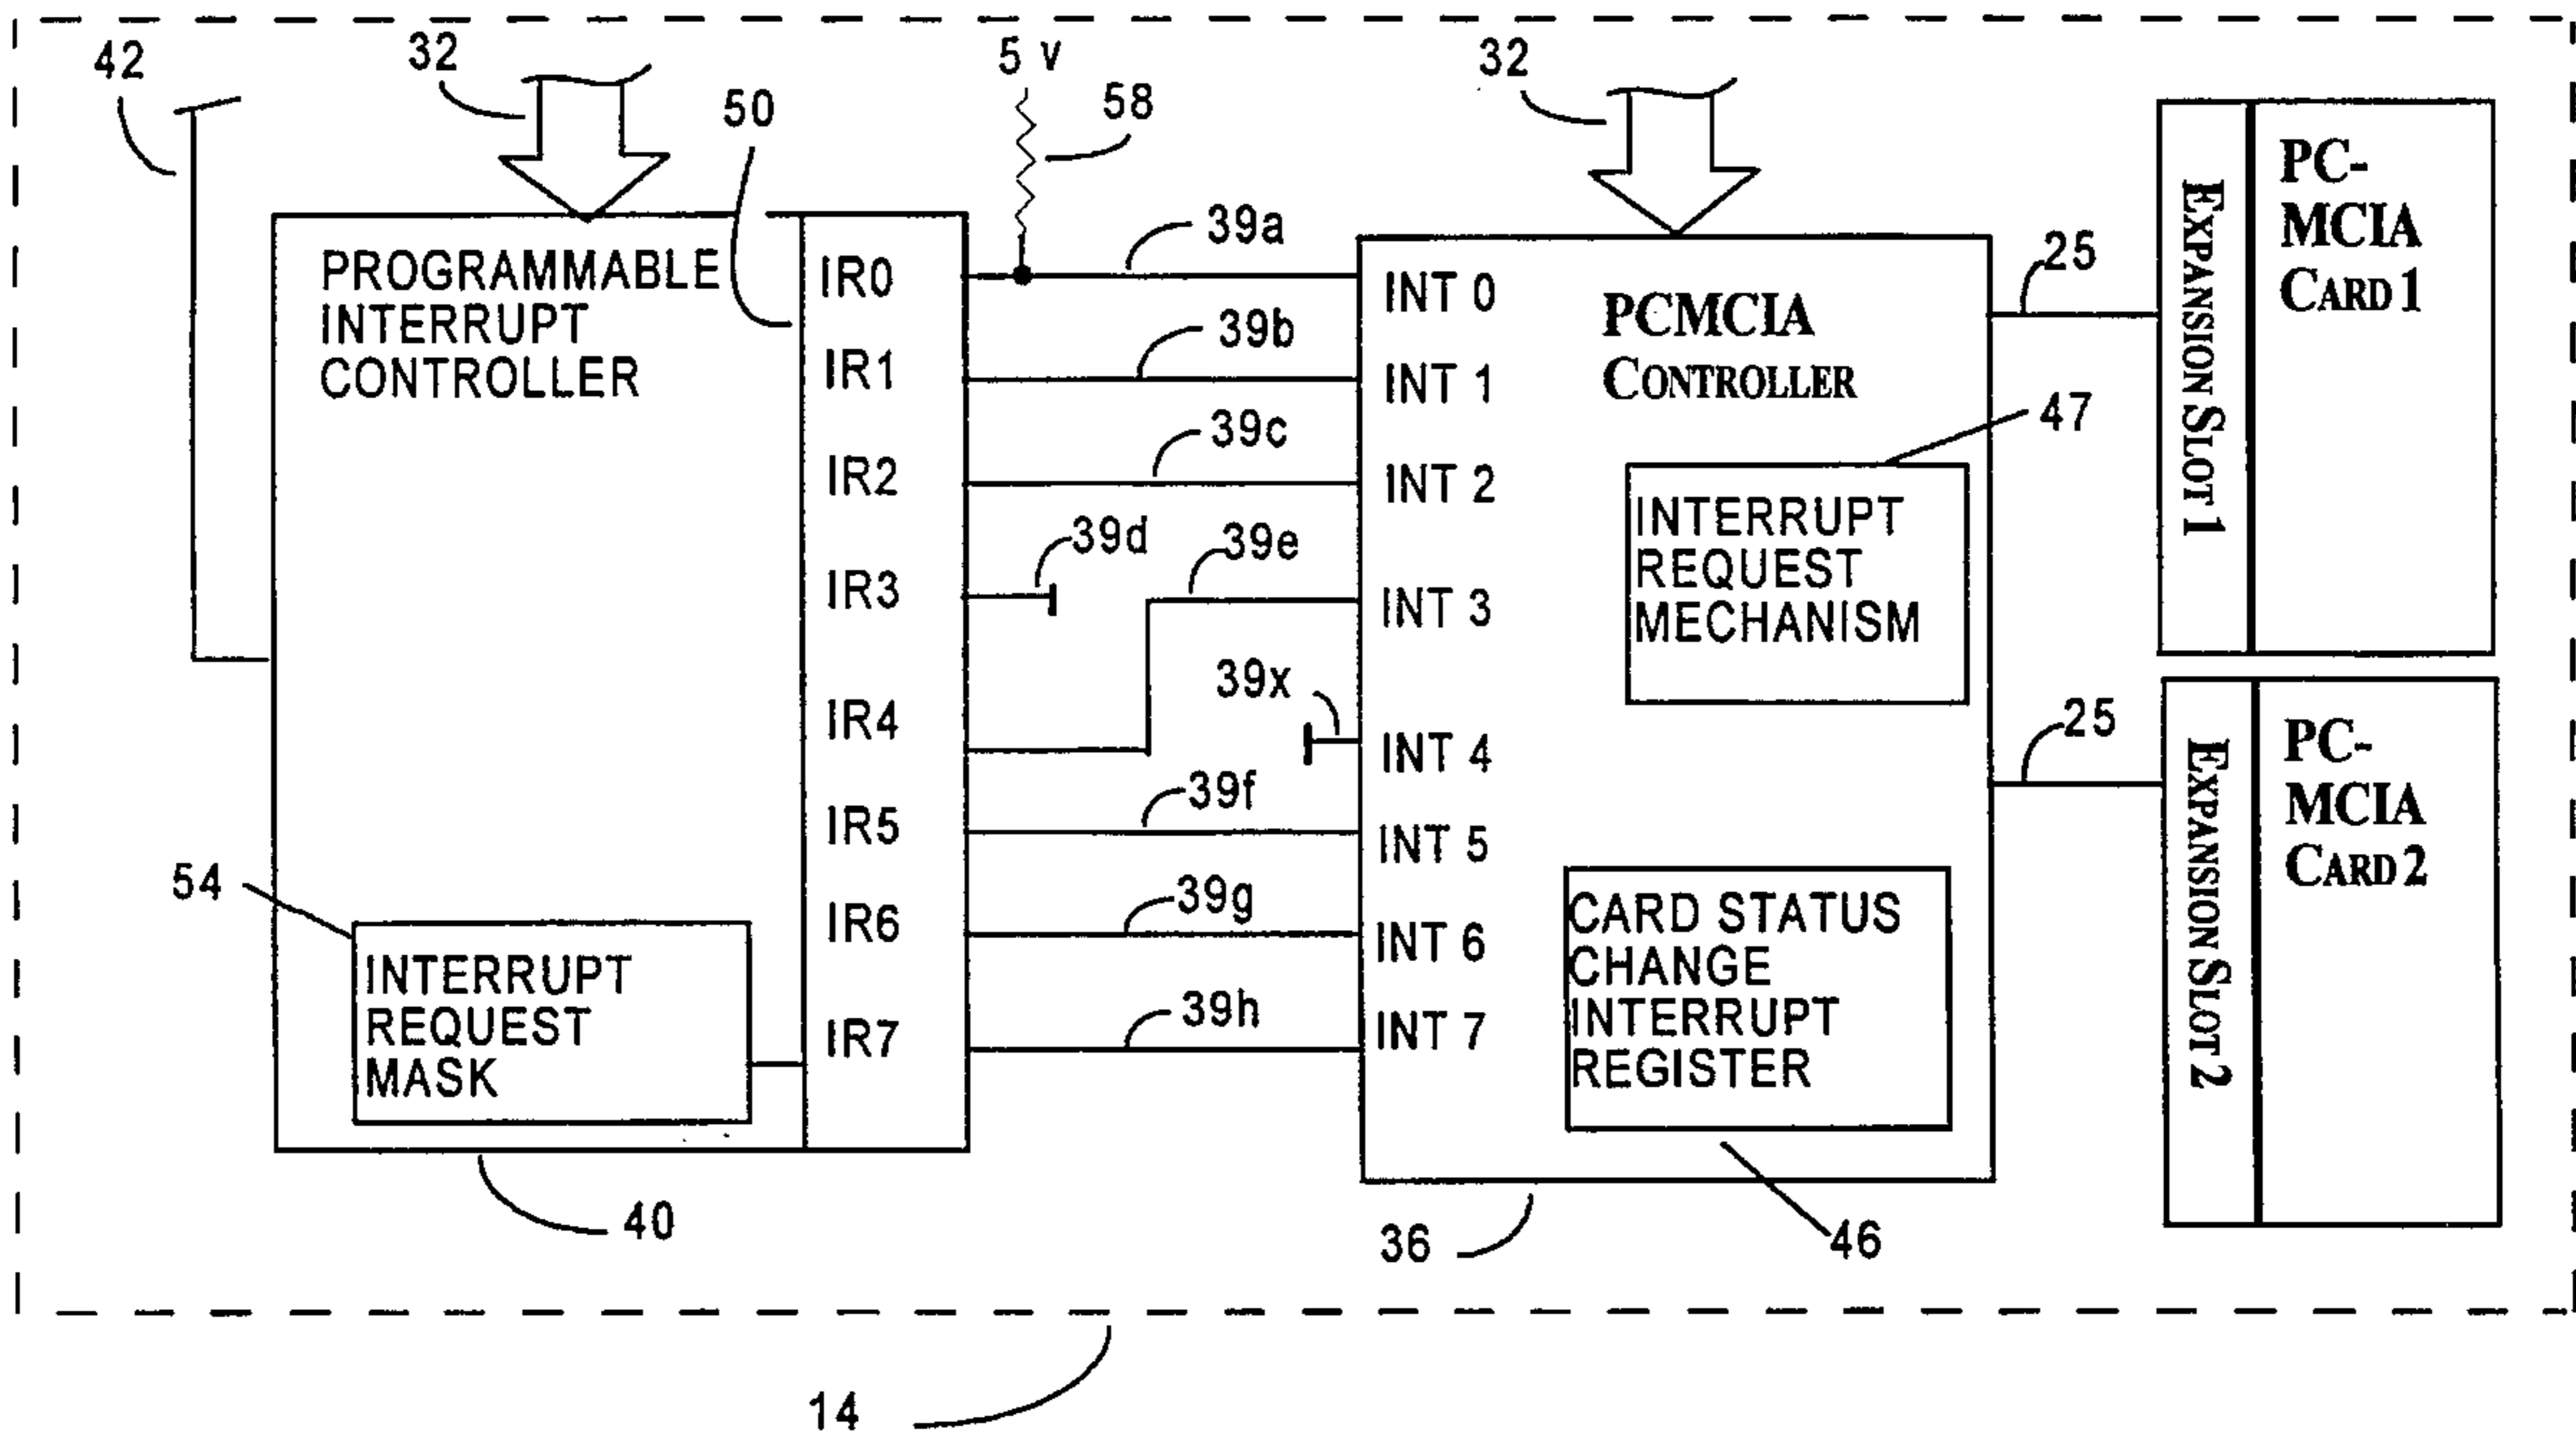 42
32
5 V
58
50
32
PROGRAMMABLE
INTERRUPT
CONTROLLER
IR0
IR1
IR2
IR3
IR4
IR5
IR6
IR7
54
INTERRUPT
REQUEST
MASK
40
39a
39b
39c
39d
39e
39x
39f
39g
39h
INT 0
INT 1
INT 2
INT 3
INT 4
INT 5
INT 6
INT 7
PCMCIA
CONTROLLER
47
INTERRUPT
REQUEST
MECHANISM
CARD STATUS
CHANGE
INTERRUPT
REGISTER
36
46
25
25
EXPANSION SLOT 1
PC-
MCIA
CARD 1
EXPANSION SLOT 2
PC-
MCIA
CARD 2
14